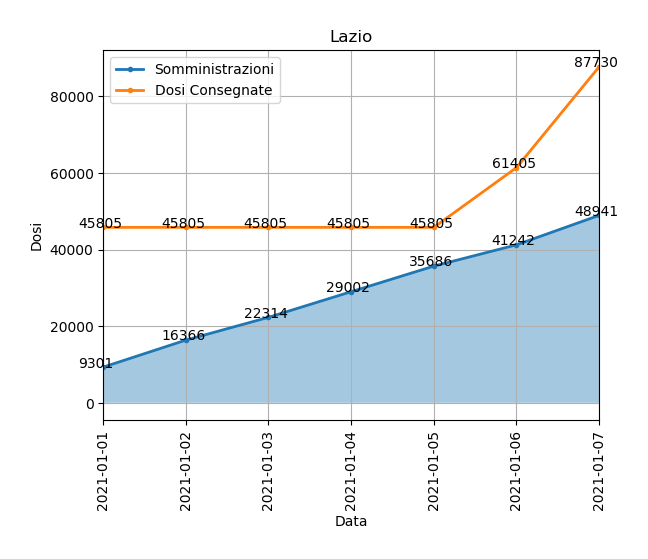 Lazio
Somministrazioni
Dosi Consegnate
87730
80000
61405
60000
45805 45805 45805 45805 45805
48941
41242
40000
35686
29002
22314
20000
16366
9301
0
Dosi
2021-01-01 2021-01-02 2021-01-03 2021-01-04 2021-01-05 2021-01-06 2021-01-07
Data